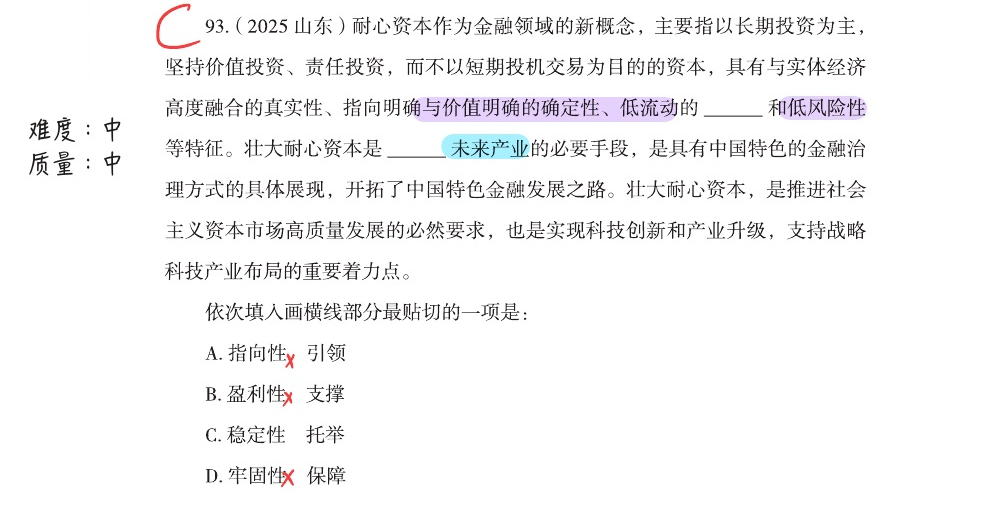 C 93.（2025 山东）耐心资本作为金融领域的新概念，主要指以长期投资为主，
坚持价值投资、责任投资，而不以短期投机交易为目的的资本，具有与实体经济
高度融合的真实性、指向明确与价值明确的确定性、低流动的 ______ 和低风险性
难度：中
等特征。壮大耐心资本是 ______ 未来产业的必要手段，是具有中国特色的金融治
质量：中
理方式的具体展现，开拓了中国特色金融发展之路。壮大耐心资本，是推进社会
主义资本市场高质量发展的必然要求，也是实现科技创新和产业升级，支持战略
科技产业布局的重要着力点。
依次填入画横线部分最贴切的一项是：
A. 指向性x 引领
B. 盈利性x 支撑
C. 稳定性 托举
D. 牢固性x 保障